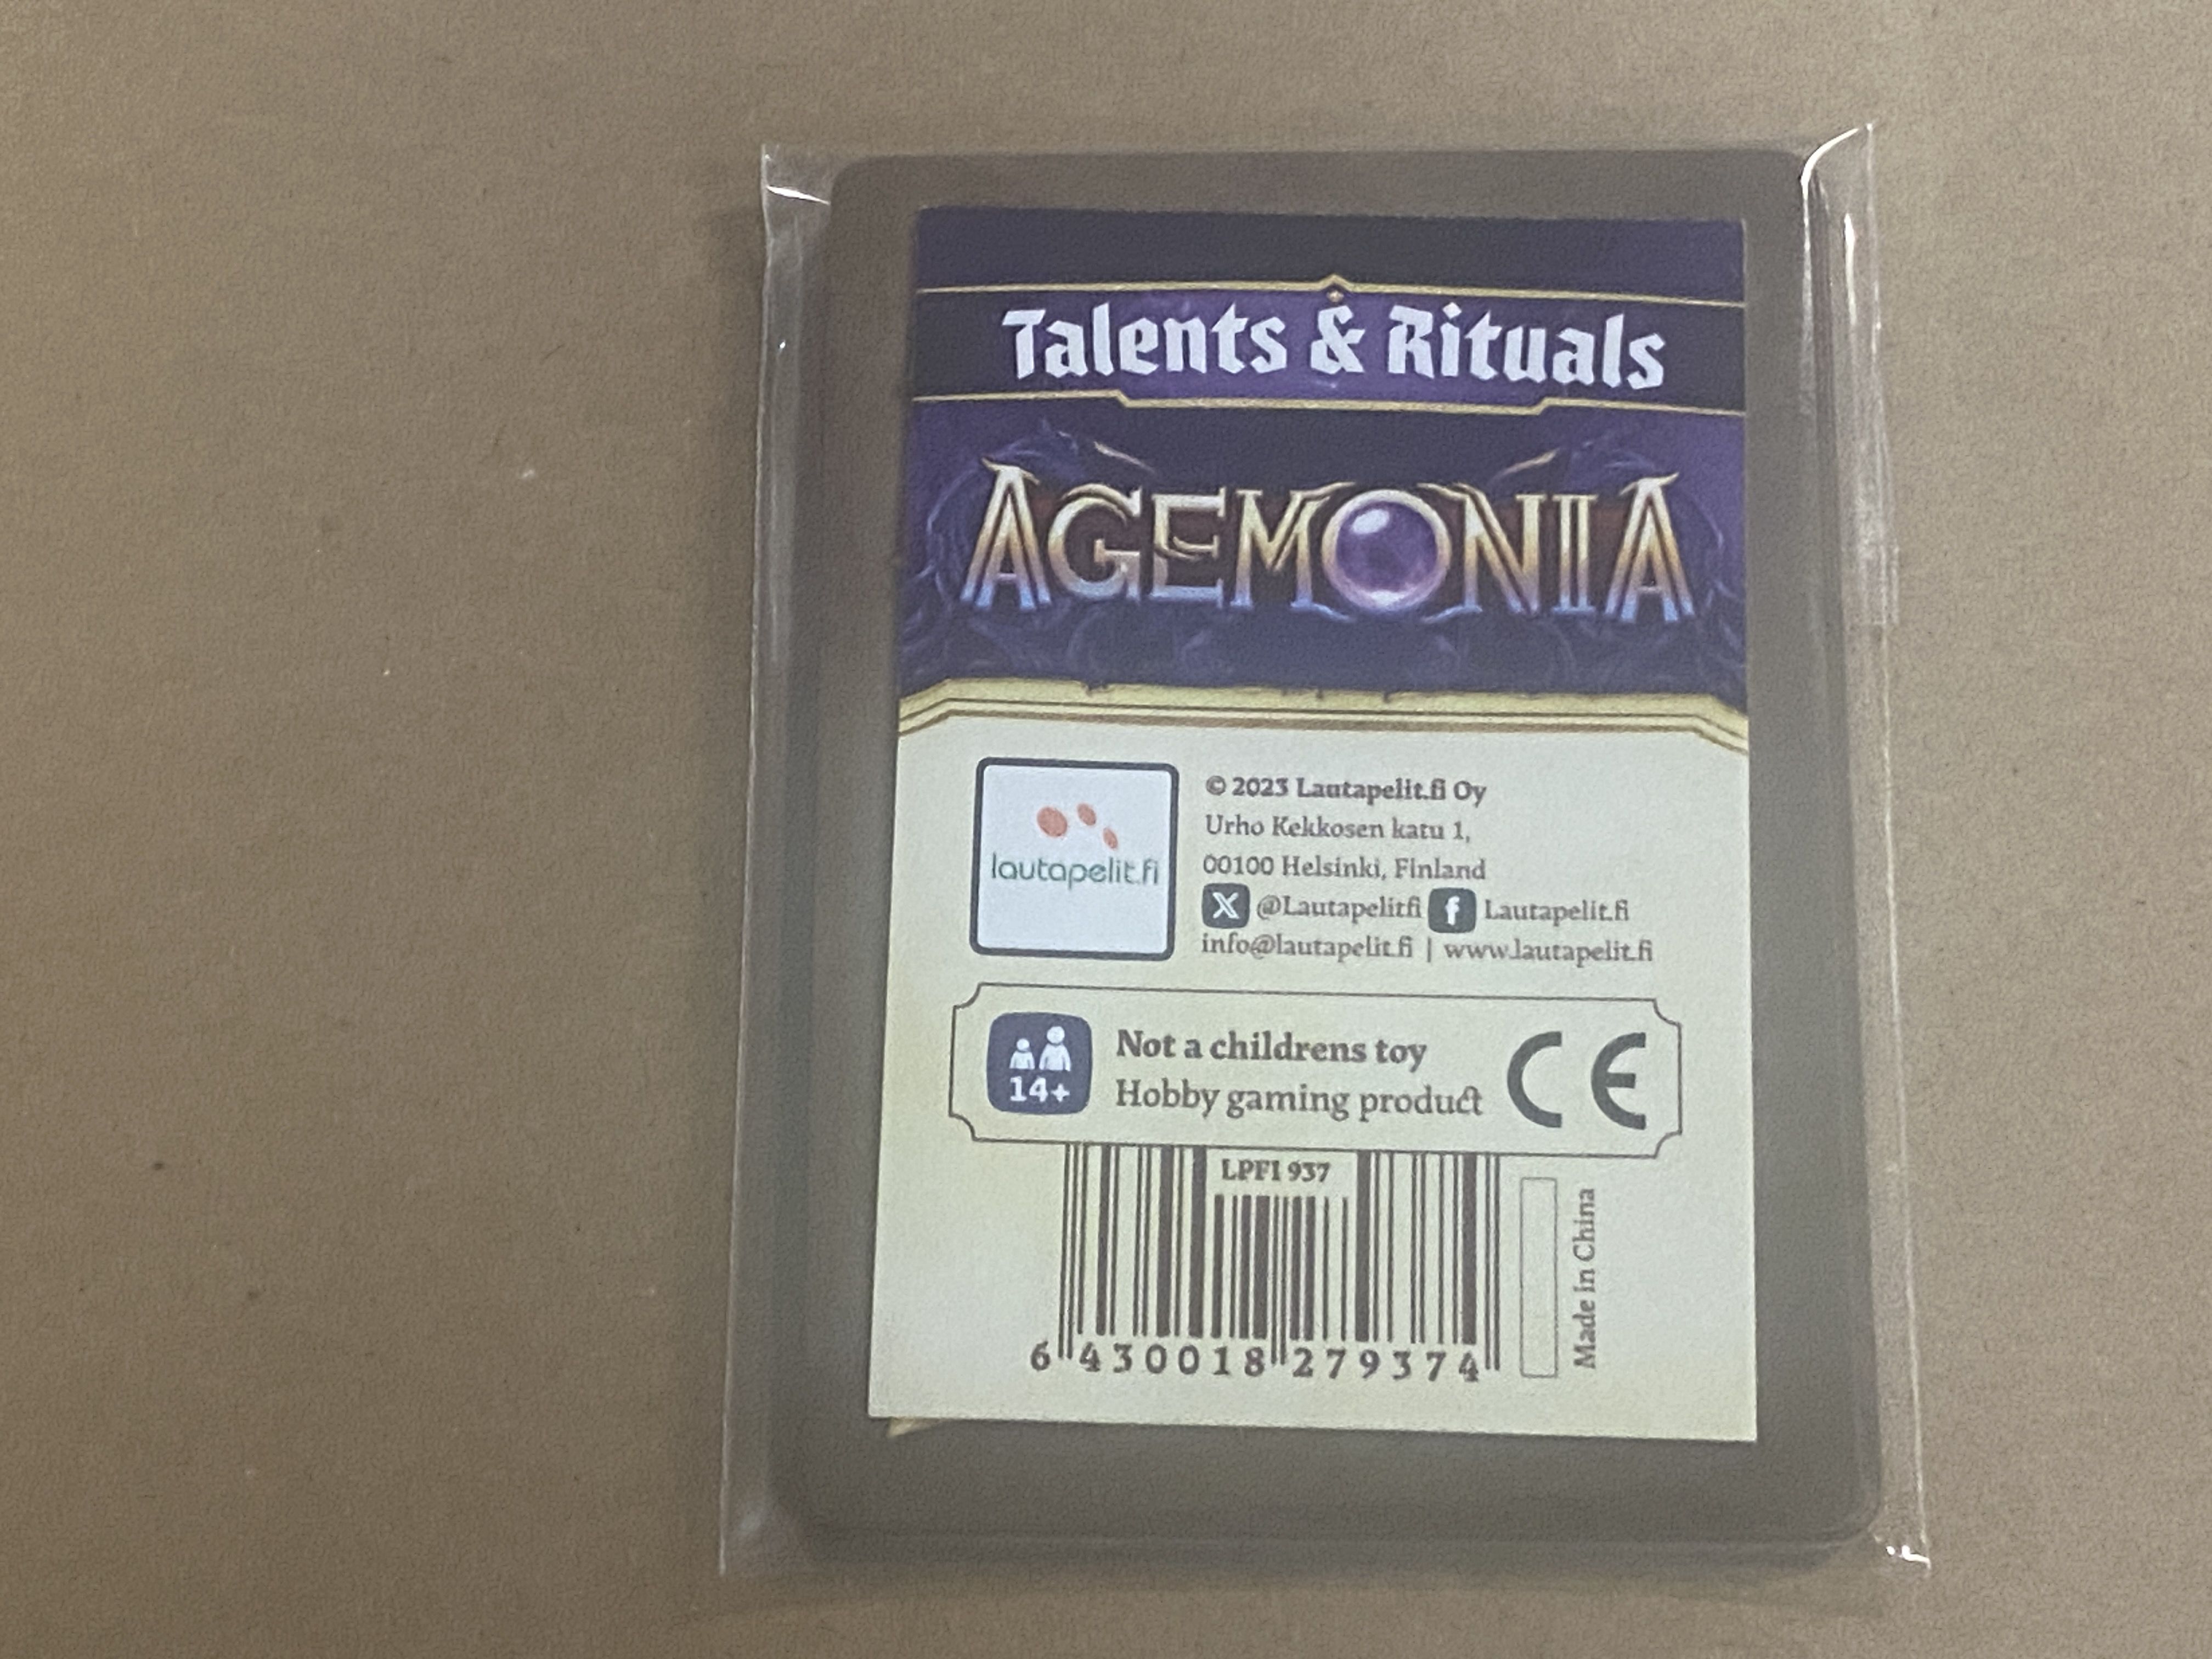 Talents & Rituals
AGEMONIA
lautapelit.fi
© 2023 Lautapelit.fi Oy
Urho Kekkosen katu 1,
00100 Helsinki, Finland
X @Lautapelitfi f Lautapelit.fi
info@lautapelit.fi | www.lautapelit.fi
14+
Not a childrens toy
Hobby gaming product
CE
LPFI 937
6 430018 279374
Made in China